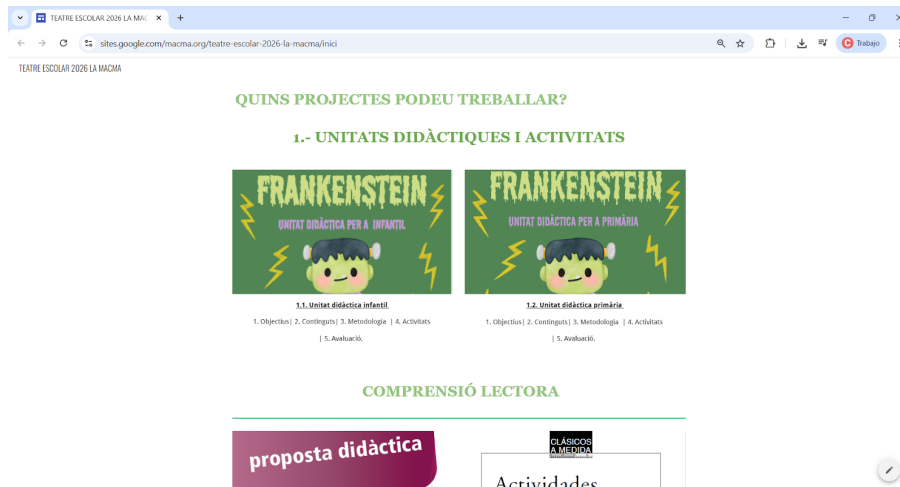 TEATRE ESCOLAR 2026 LA MAC
sites.google.com/macma.org/teatre-escolar-2026-la-macma/inici
Trabajo
TEATRE ESCOLAR 2026 LA MACMA
QUINS PROJECTES PODEU TREBALLAR?
1.- UNITATS DIDÀCTIQUES I ACTIVITATS
FRANKENSTEIN
UNITAT DIDÀCTICA PER A INFANTIL
FRANKENSTEIN
UNITAT DIDÀCTICA PER A PRIMÀRIA
1.1. Unitat didàctica infantil
1. Objectius| 2. Continguts| 3. Metodologia | 4. Activitats
| 5. Avaluació.
1.2. Unitat didàctica primària
1. Objectius| 2. Continguts| 3. Metodologia | 4. Activitats
| 5. Avaluació.
COMPRENSIÓ LECTORA
proposta didàctica
CLÁSICOS
A MEDIDA
Actividades